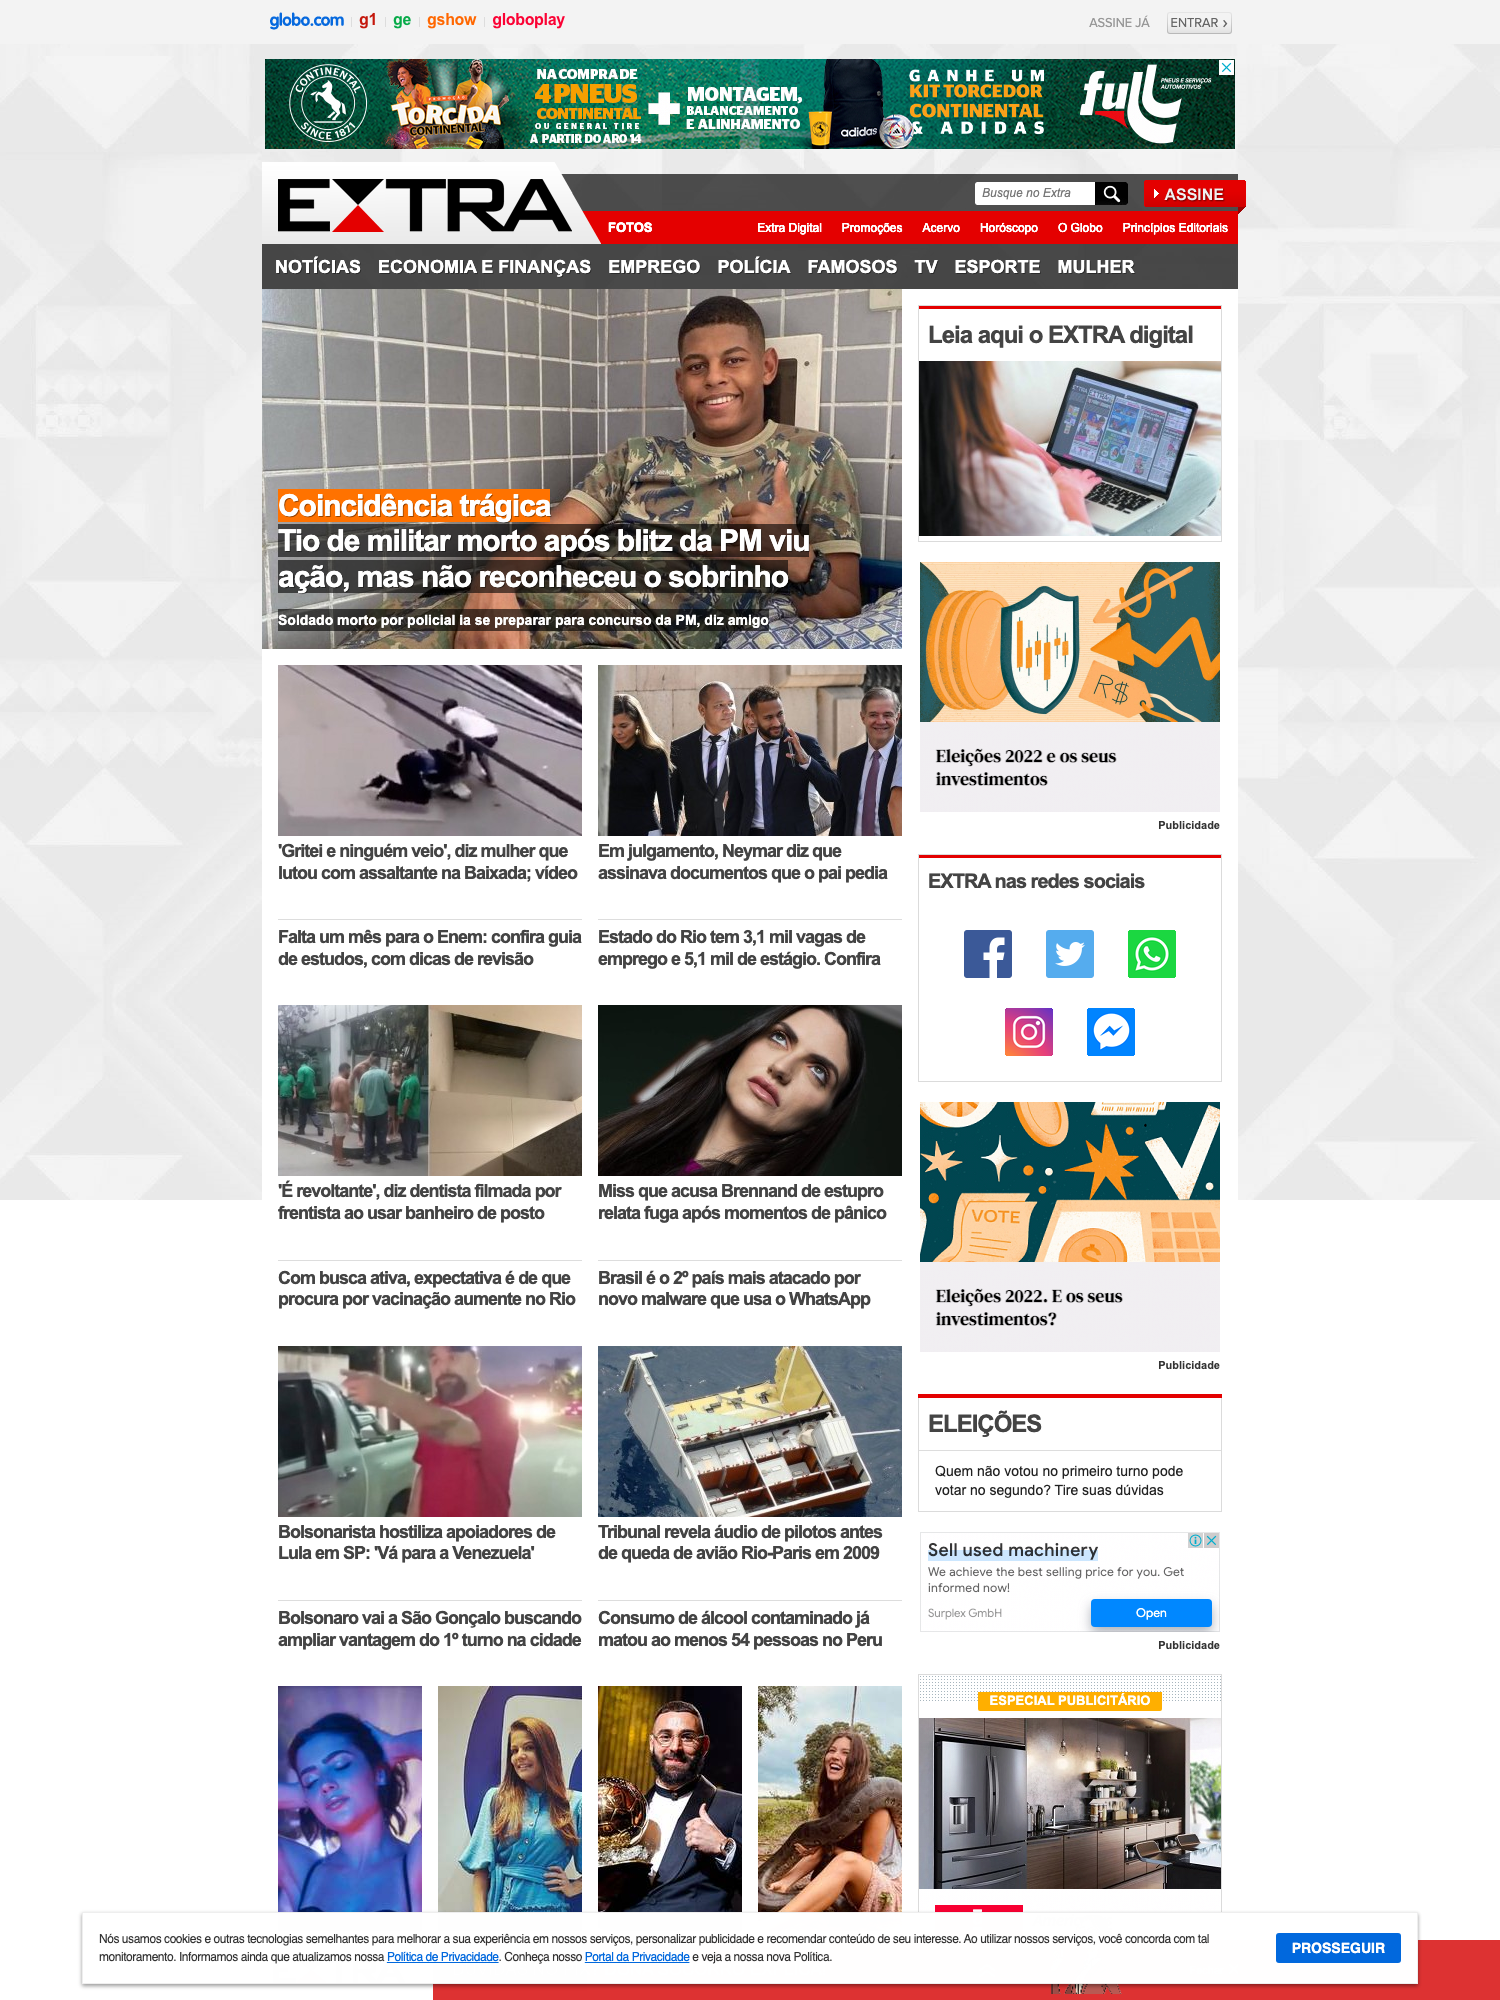 globo.com g1 ge gshow globoplay
ASSINE JÁ ENTRAR ›
CONTINENTAL
SINCE 1871
TORCIDA
CONTINENTAL
NA COMPRA DE
4 PNEUS
CONTINENTAL
OU GENERAL TIRE
A PARTIR DO ARO 14
MONTAGEM,
BALANCEAMENTO
E ALINHAMENTO
adidas
GANHE UM
KIT TORCEDOR
CONTINENTAL
& ADIDAS
full
PNEUS E SERVIÇOS
AUTOMOTIVOS
EXTRA
Busque no Extra
ASSINE
FOTOS
Extra Digital Promoções Acervo Horóscopo O Globo Princípios Editoriais
NOTÍCIAS ECONOMIA E FINANÇAS EMPREGO POLÍCIA FAMOSOS TV ESPORTE MULHER
Coincidência trágica
Tio de militar morto após blitz da PM viu
ação, mas não reconheceu o sobrinho
Soldado morto por policial ia se preparar para concurso da PM, diz amigo
'Gritei e ninguém veio', diz mulher que
lutou com assaltante na Baixada; vídeo
Em julgamento, Neymar diz que
assinava documentos que o pai pedia
Falta um mês para o Enem: confira guia
de estudos, com dicas de revisão
Estado do Rio tem 3,1 mil vagas de
emprego e 5,1 mil de estágio. Confira
'É revoltante', diz dentista filmada por
frentista ao usar banheiro de posto
Miss que acusa Brennand de estupro
relata fuga após momentos de pânico
Com busca ativa, expectativa é de que
procura por vacinação aumente no Rio
Brasil é o 2º país mais atacado por
novo malware que usa o WhatsApp
Bolsonarista hostiliza apoiadores de
Lula em SP: 'Vá para a Venezuela'
Tribunal revela áudio de pilotos antes
de queda de avião Rio-Paris em 2009
Bolsonaro vai a São Gonçalo buscando
ampliar vantagem do 1º turno na cidade
Consumo de álcool contaminado já
matou ao menos 54 pessoas no Peru
Leia aqui o EXTRA digital
EXTRA
R$
Eleições 2022 e os seus
investimentos
Publicidade
EXTRA nas redes sociais
VOTE
Eleições 2022. E os seus
investimentos?
Publicidade
ELEIÇÕES
Quem não votou no primeiro turno pode
votar no segundo? Tire suas dúvidas
Sell used machinery
We achieve the best selling price for you. Get
informed now!
Surplex GmbH
Open
Publicidade
ESPECIAL PUBLICITÁRIO
Nós usamos cookies e outras tecnologias semelhantes para melhorar a sua experiência em nossos serviços, personalizar publicidade e recomendar conteúdo de seu interesse. Ao utilizar nossos serviços, você concorda com tal
monitoramento. Informamos ainda que atualizamos nossa Política de Privacidade. Conheça nosso Portal da Privacidade e veja a nossa nova Política.
PROSSEGUIR